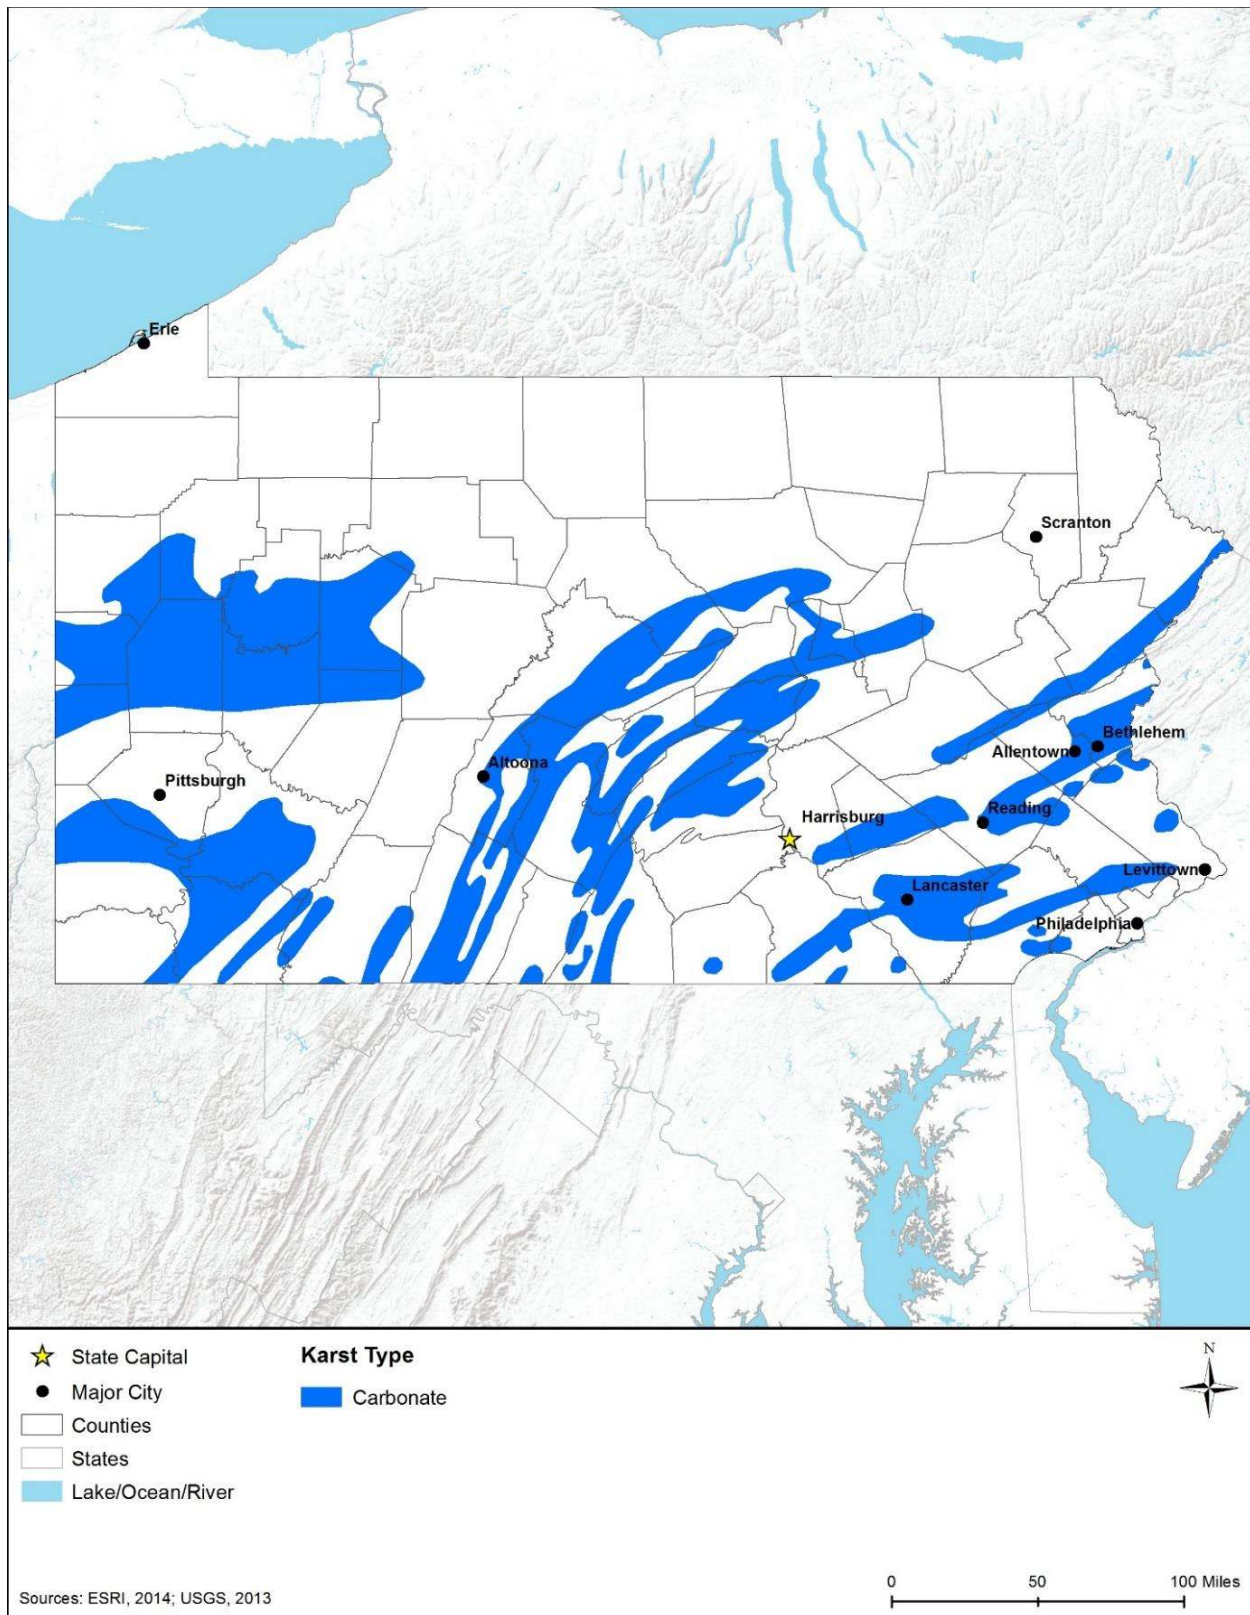 Erie
Scranton
Bethlehem
Allentown
Altoona
Pittsburgh
Reading
Harrisburg
Levittown
Lancaster
Philadelphia
State Capital
Major City
Counties
States
Lake/Ocean/River
Karst Type
Carbonate
N
0 50 100 Miles
Sources: ESRI, 2014; USGS, 2013